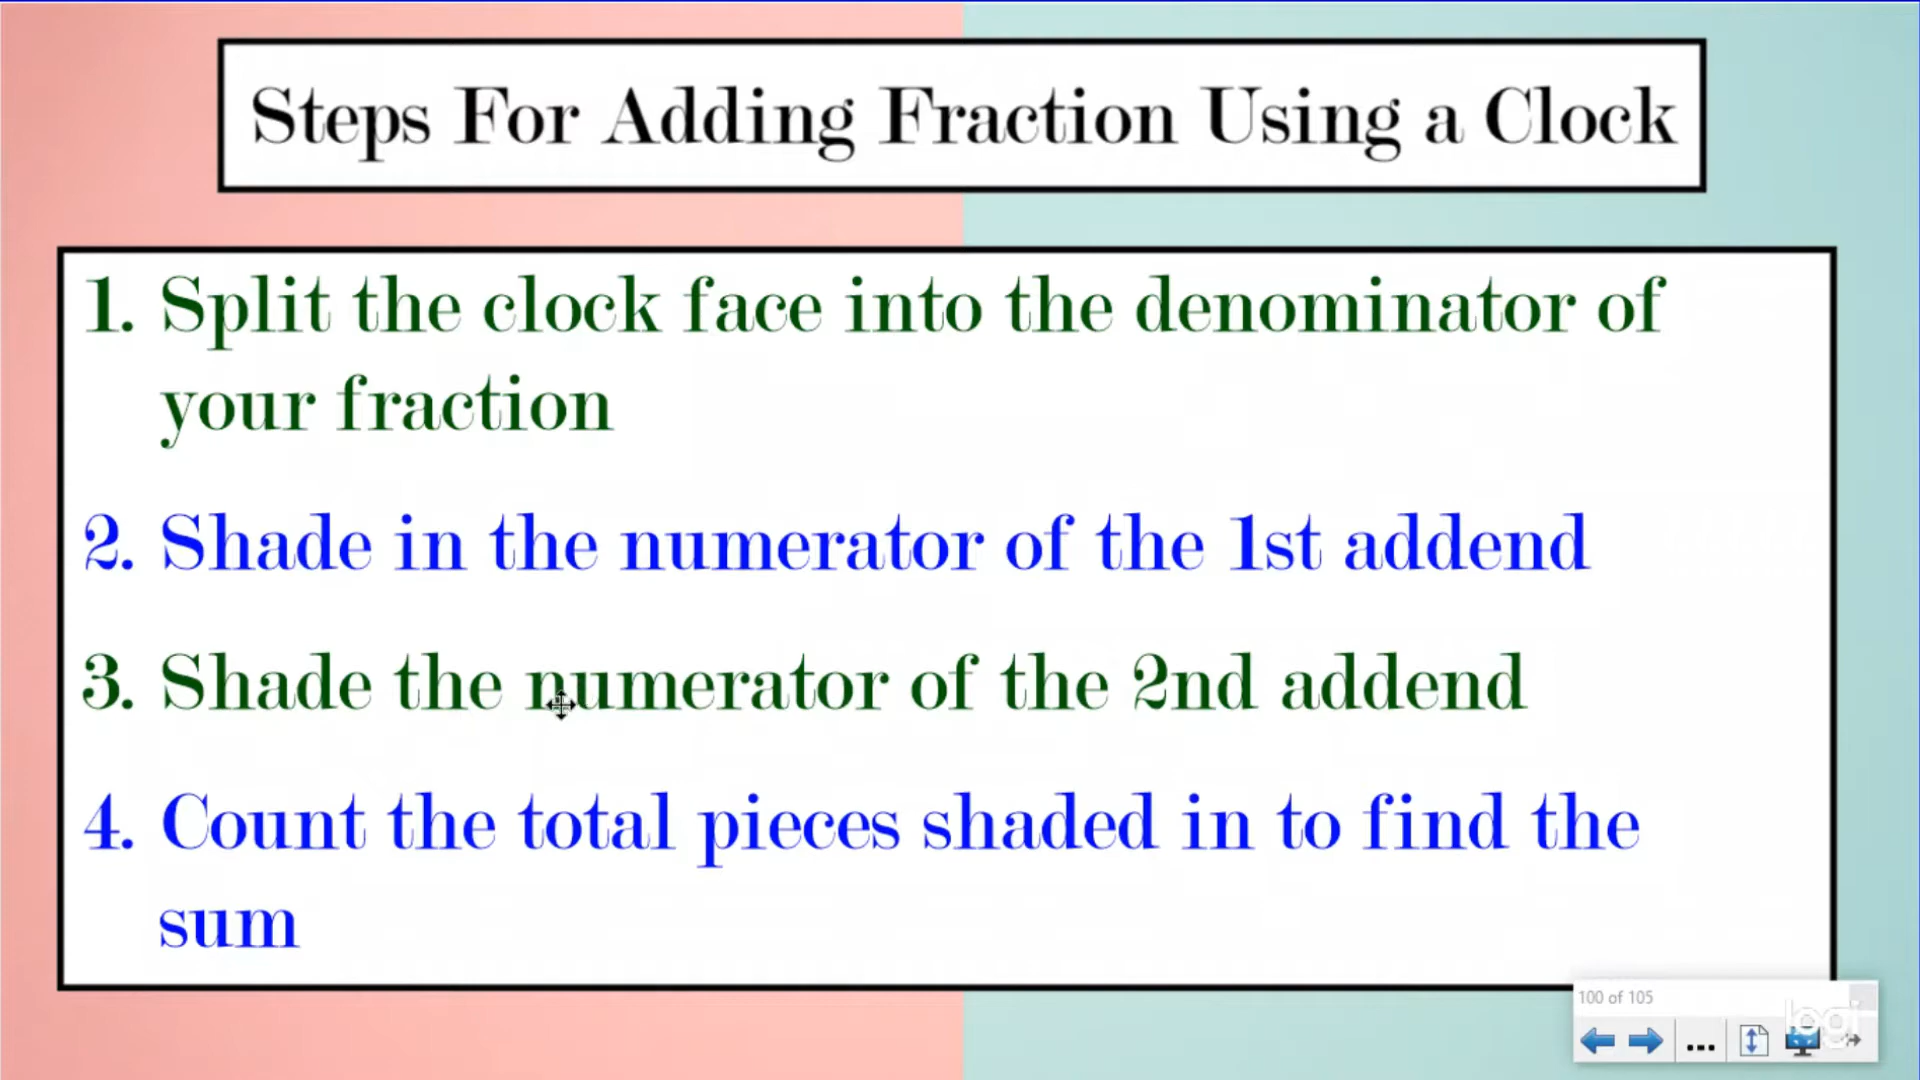 Steps For Adding Fraction Using a Clock
1. Split the clock face into the denominator of
your fraction
2. Shade in the numerator of the 1st addend
3. Shade the numerator of the 2nd addend
4. Count the total pieces shaded in to find the
sum
100 of 105
logi